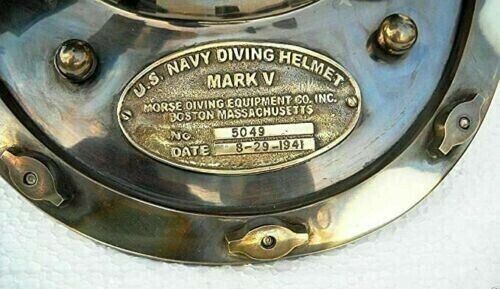 U.S. NAVY DIVING HELMET
MARK V
MORSE DIVING EQUIPMENT CO. INC.
BOSTON MASSACHUSETTS
NO. 5049
DATE 8-29-1941